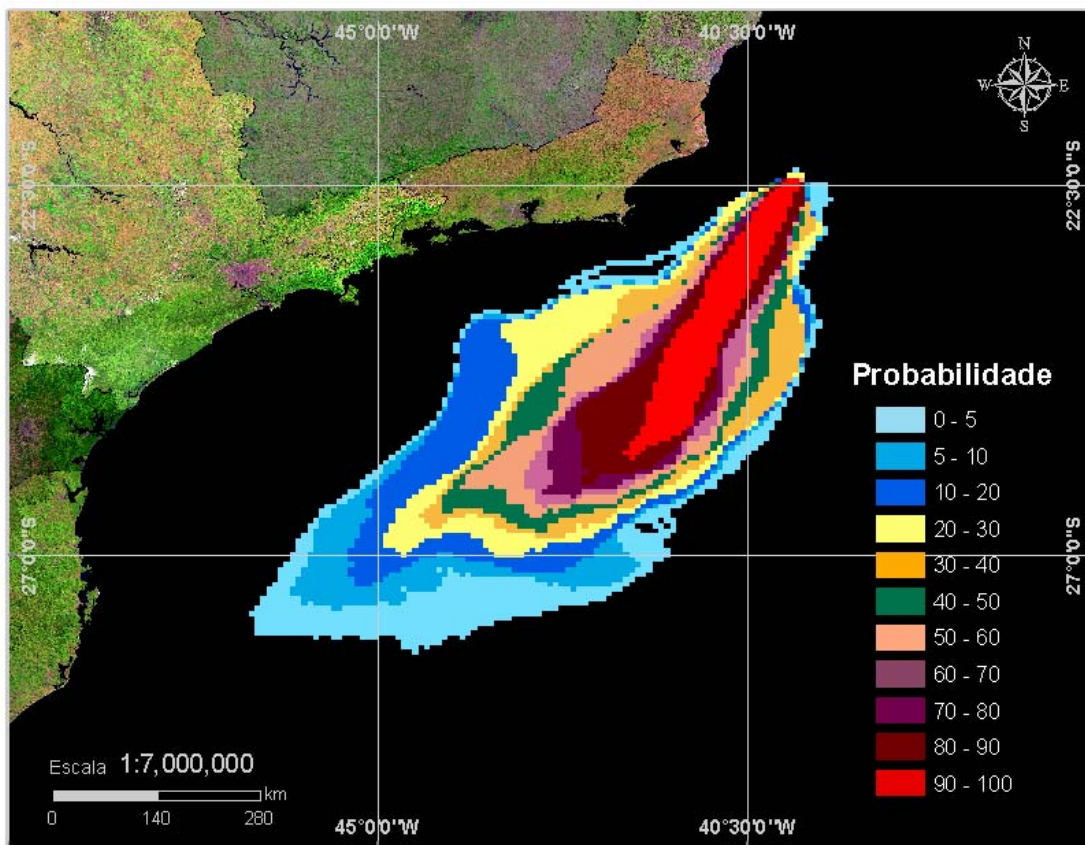 45°0'0"W
40°30'0"W
N
W
E
S
22°30'0"S
22°30'0"S
Probabilidade
0 - 5
5 - 10
10 - 20
20 - 30
30 - 40
40 - 50
50 - 60
60 - 70
70 - 80
80 - 90
90 - 100
27°0'0"S
27°0'0"S
Escala 1:7,000,000
km
0 140 280
45°0'0"W
40°30'0"W